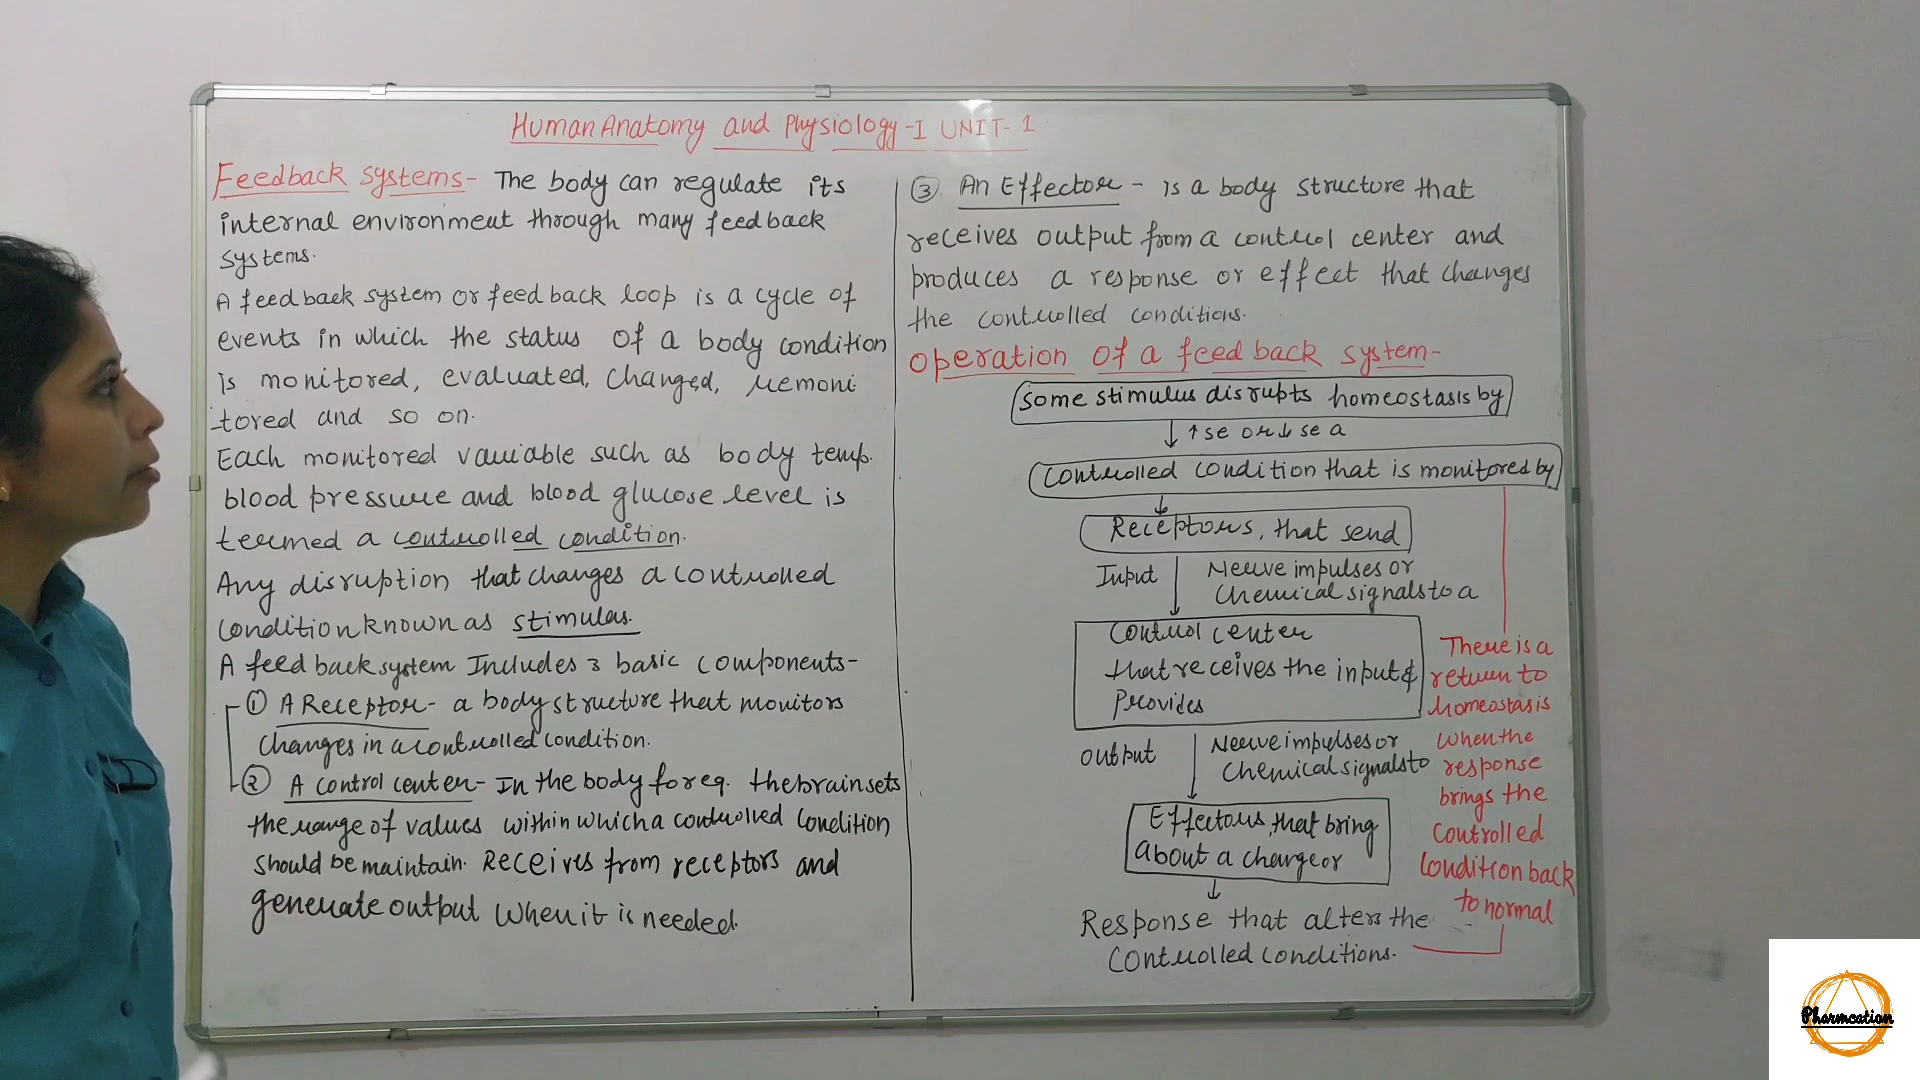 Human Anatomy and Physiology-I UNIT-1
Feedback systems- The body can regulate its
internal environment through many feedback
systems.
A feedback system or feedback loop is a cycle of
events in which the status of a body condition
is monitored, evaluated, changed, remoni
tored and so on.
Each monitored variable such as body temp.
blood pressure and blood glucose level is
termed a controlled condition.
Any disruption that changes a controlled
condition known as stimulus.
A feedback system Includes 3 basic components-
① A Receptor- a body structure that monitors
changes in a controlled condition.
② A control center- In the body for eg. the brain sets
the range of values within which a controlled condition
should be maintain. Receives from receptors and
generate output when it is needed.
③ An Effector- is a body structure that
receives output from a control center and
produces a response or effect that changes
the controlled conditions.
Operation of a feed back system-
Some stimulus disrupts homeostasis by
↑se or ↓se a
Controlled condition that is monitored by
Receptors, that send
Input
Nerve impulses or
Chemical signals to a
Control center
that receives the input &
Provides
Output
Nerve impulses or
Chemical signals to
Effectors, that bring
about a change or
Response that alters the
Controlled conditions.
There is a
return to
homeostasis
when the
response
brings the
controlled
condition back
to normal
Pharmcation